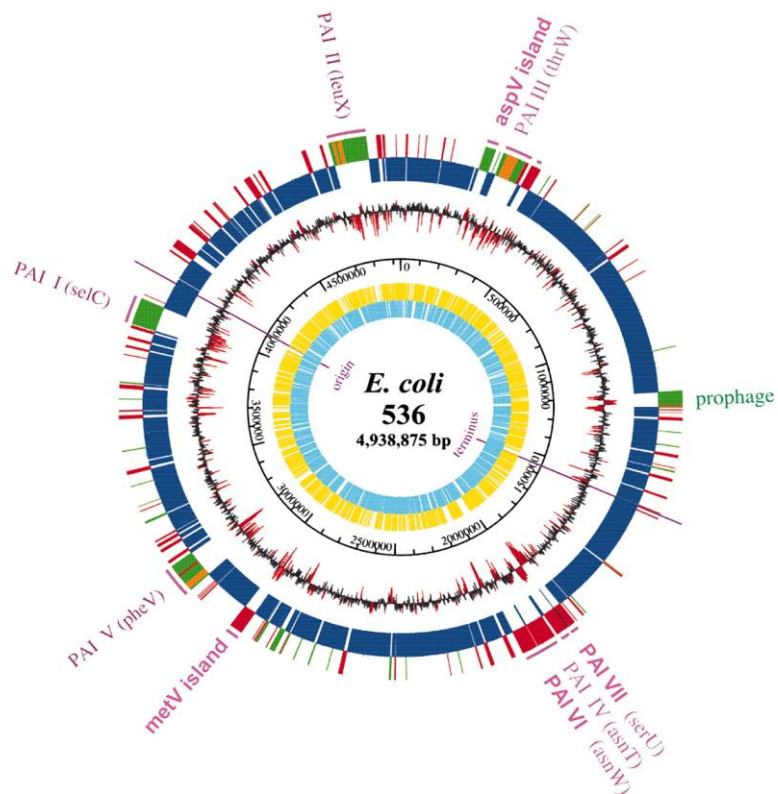 PAI II (leuX)
aspV island
PAI III (thrW)
PAI I (selC)
prophage
PAI V (pheV)
metV island
PAI VII (serU)
PAI IV (asnT)
PAI VI (asnW)
0
500000
1000000
1500000
2000000
2500000
3000000
3500000
4000000
4500000
origin
terminus
E. coli
536
4,938,875 bp